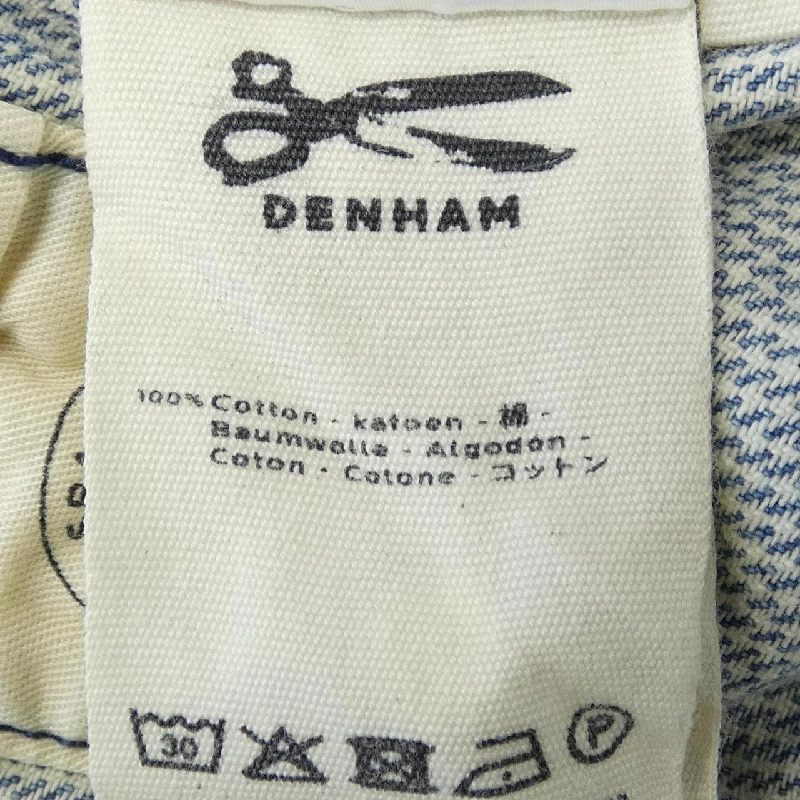 DENHAM
100% Cotton - katoen - 棉 -
Baumwolle - Algodon -
Coton - Cotone - コットン
30
P